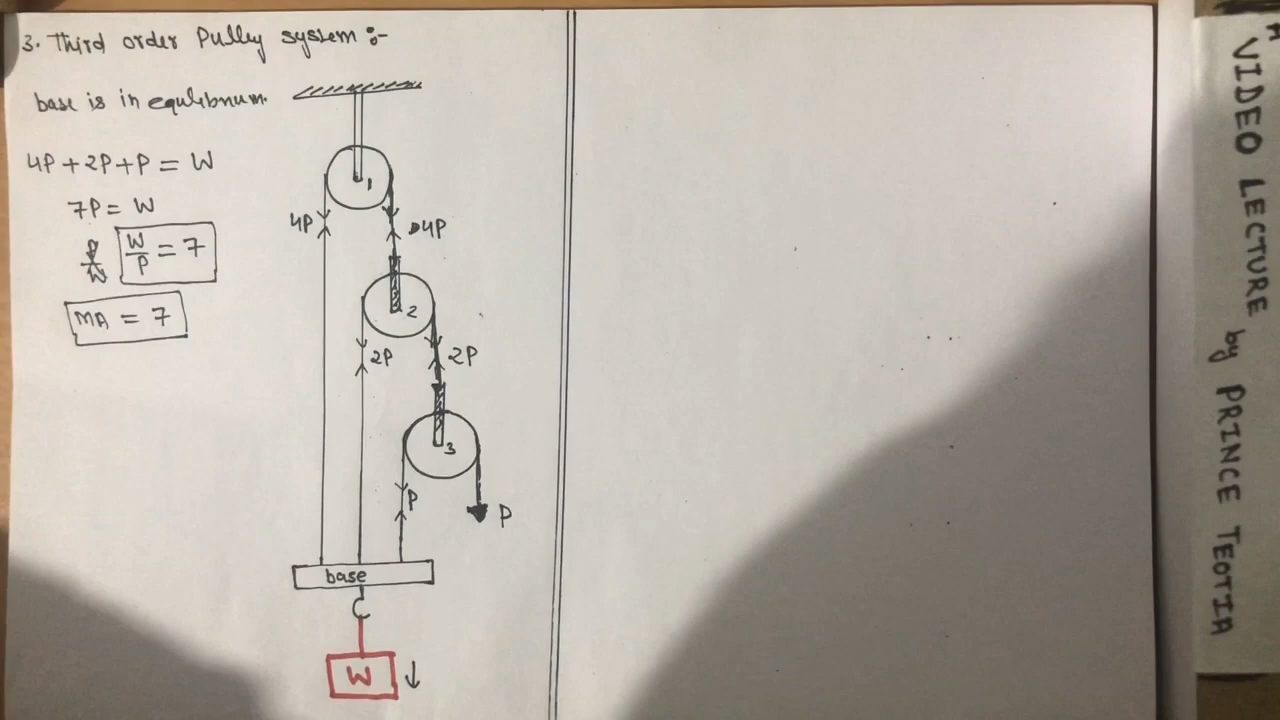 3. Third order Pulley system :-
base is in equlibrium.
4P + 2P + P = W
7P = W
P/W W/P = 7
MA = 7
1
4P
4P
2
2P
2P
3
P
P
base
W
VIDEO LECTURE by PRINCE TEOTIA